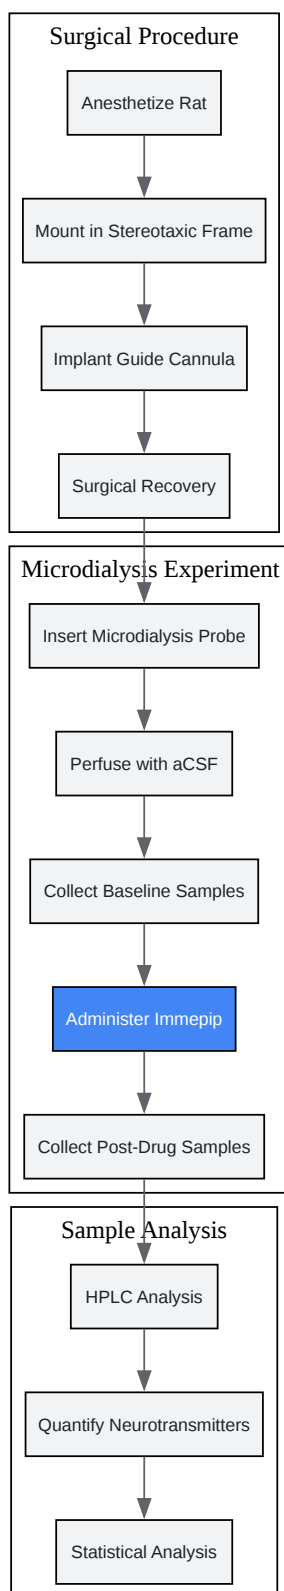 Surgical Procedure
Anesthetize Rat
Mount in Stereotaxic Frame
Implant Guide Cannula
Surgical Recovery
Microdialysis Experiment
Insert Microdialysis Probe
Perfuse with aCSF
Collect Baseline Samples
Administer Immepip
Collect Post-Drug Samples
Sample Analysis
HPLC Analysis
Quantify Neurotransmitters
Statistical Analysis